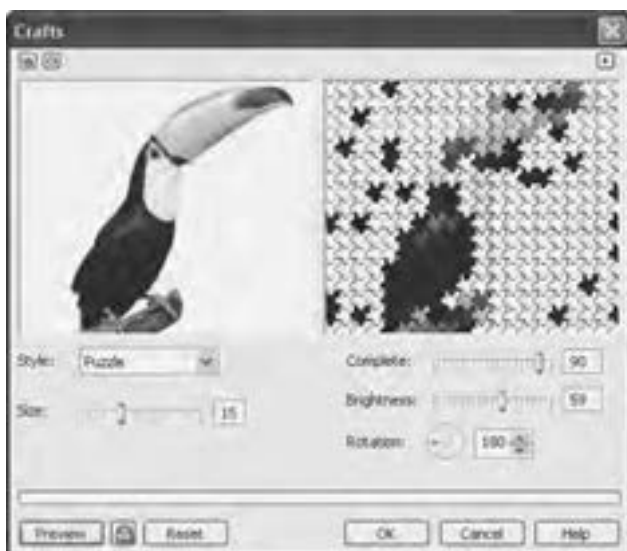 Crafts
Style: Puzzle
Size: 15
Complete: 90
Brightness: 59
Rotation: 180
Preview Reset OK Cancel Help